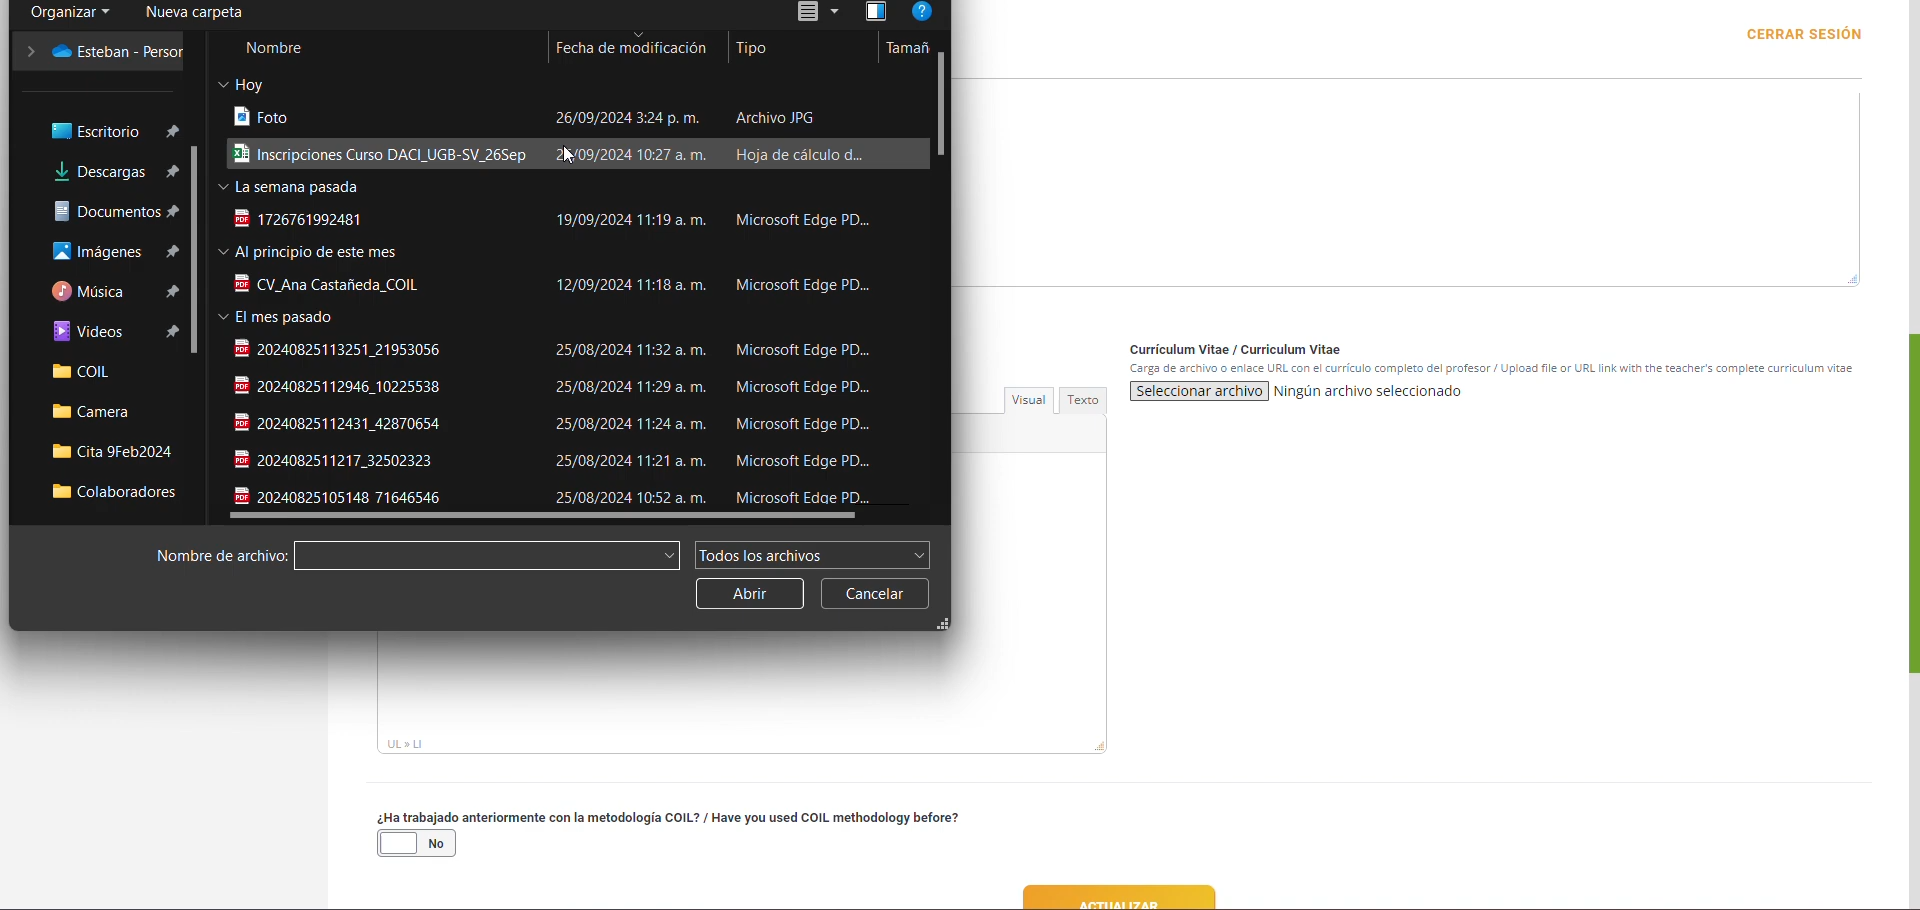 Organizar
Nueva carpeta
?
CERRAR SESIÓN
Esteban - Person
Escritorio
Descargas
Documentos
Imágenes
Música
Videos
COIL
Camera
Cita 9Feb2024
Colaboradores
Nombre Fecha de modificación Tipo Tamañ
Hoy
Foto 26/09/2024 3:24 p. m. Archivo JPG
Inscripciones Curso DACI_UGB-SV_26Sep /09/2024 10:27 a. m. Hoja de cálculo d...
La semana pasada
1726761992481 19/09/2024 11:19 a. m. Microsoft Edge PD...
Al principio de este mes
CV_Ana Castañeda_COIL 12/09/2024 11:18 a. m. Microsoft Edge PD...
El mes pasado
20240825113251_21953056 25/08/2024 11:32 a. m. Microsoft Edge PD...
20240825112946_10225538 25/08/2024 11:29 a. m. Microsoft Edge PD...
20240825112431_42870654 25/08/2024 11:24 a. m. Microsoft Edge PD...
2024082511217_32502323 25/08/2024 11:21 a. m. Microsoft Edge PD...
20240825105148 71646546 25/08/2024 10:52 a. m. Microsoft Edge PD...
Nombre de archivo:
Todos los archivos
Abrir
Cancelar
Currículum Vitae / Curriculum Vitae
Carga de archivo o enlace URL con el currículo completo del profesor / Upload file or URL link with the teacher's complete curriculum vitae
Seleccionar archivo Ningún archivo seleccionado
Visual Texto
UL » LI
¿Ha trabajado anteriormente con la metodología COIL? / Have you used COIL methodology before?
No
ACTUALIZAR